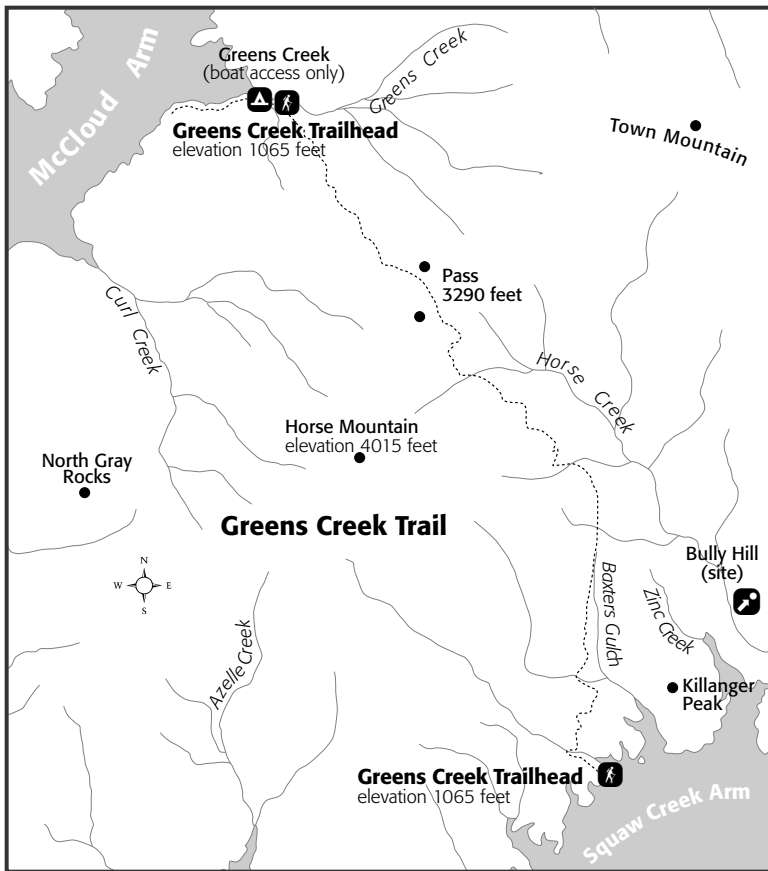 McCloud Arm
Greens Creek
(boat access only)
Greens Creek
Greens Creek Trailhead
elevation 1065 feet
Town Mountain
Pass
3290 feet
Curl Creek
Horse Creek
Horse Mountain
elevation 4015 feet
North Gray
Rocks
Greens Creek Trail
N
W E
S
Bully Hill
(site)
Baxters Gulch
Zinc Creek
Azelle Creek
Killanger
Peak
Greens Creek Trailhead
elevation 1065 feet
Squaw Creek Arm